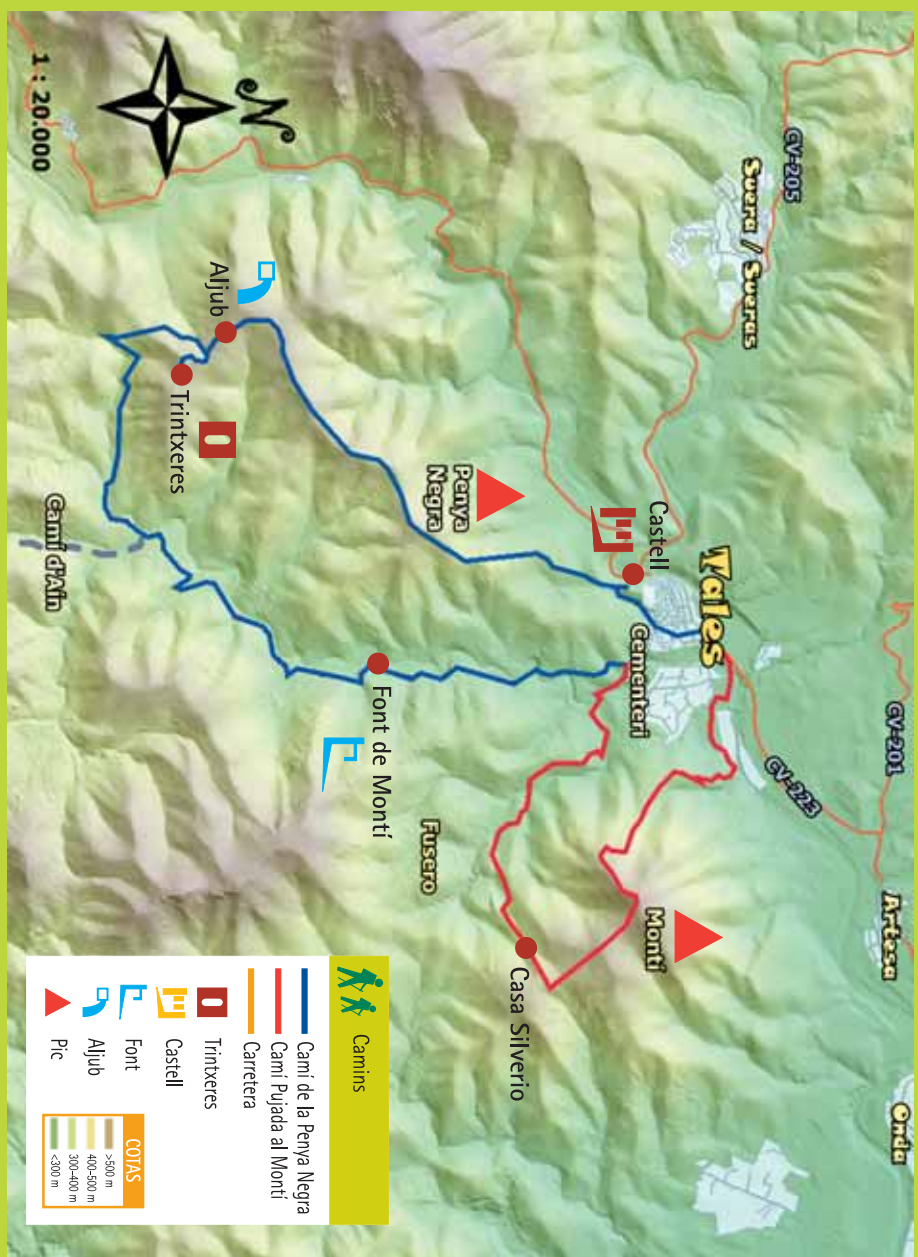 N
1 : 20.000
CV-205
Suera / Sueras
Aljub
Trintxeres
Penya
Negra
Castell
Tales
Cementeri
Camí d'Aín
Font de Montí
CV-201
CV-223
Fusero
Artesa
Montí
Casa Silverio
Onda
Camins
Camí de la Penya Negra
Camí Pujada al Montí
Carretera
Trintxeres
Castell
Font
Aljub
Pic
COTAS
>500 m
400-500 m
300-400 m
<300 m